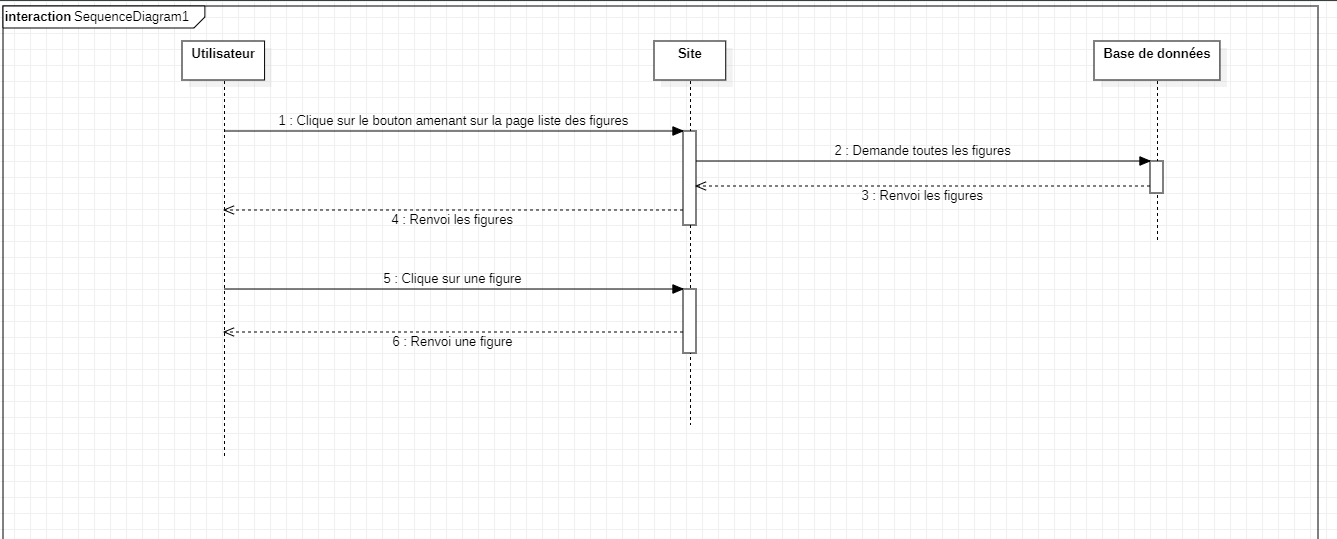 interaction SequenceDiagram1
Utilisateur
Site
Base de données
1 : Clique sur le bouton amenant sur la page liste des figures
2 : Demande toutes les figures
3 : Renvoi les figures
4 : Renvoi les figures
5 : Clique sur une figure
6 : Renvoi une figure